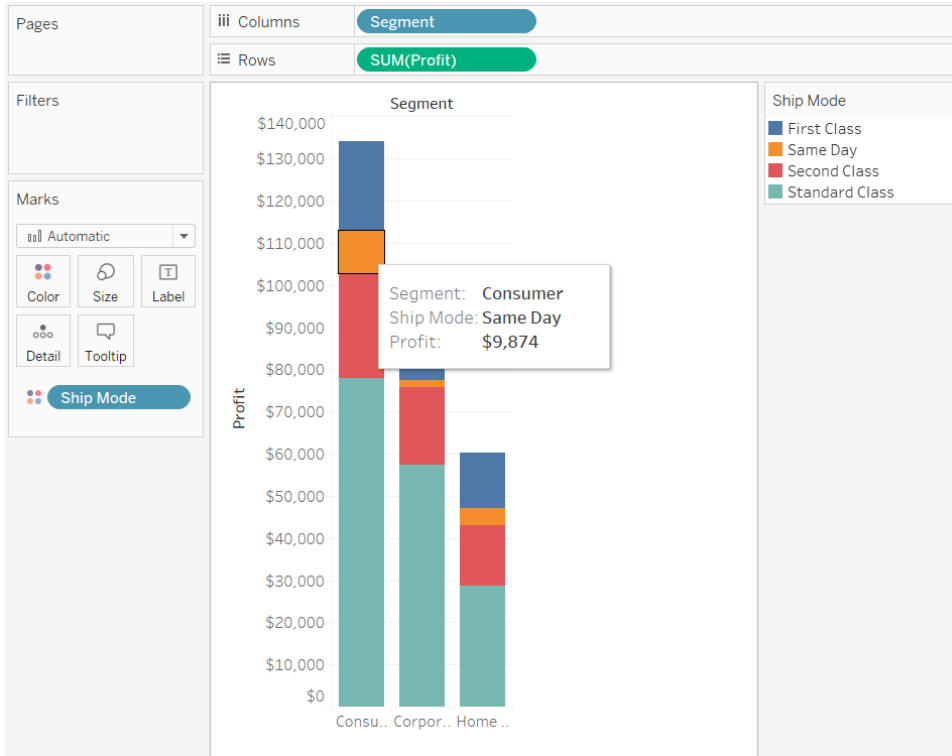 Pages
Columns
Segment
Rows
SUM(Profit)
Filters
Marks
Automatic
Color
Size
Label
Detail
Tooltip
Ship Mode
Segment
$140,000
$130,000
$120,000
$110,000
$100,000
$90,000
$80,000
$70,000
$60,000
$50,000
$40,000
$30,000
$20,000
$10,000
$0
Profit
Segment: Consumer
Ship Mode: Same Day
Profit: $9,874
Consu.. Corpor.. Home ..
Ship Mode
First Class
Same Day
Second Class
Standard Class